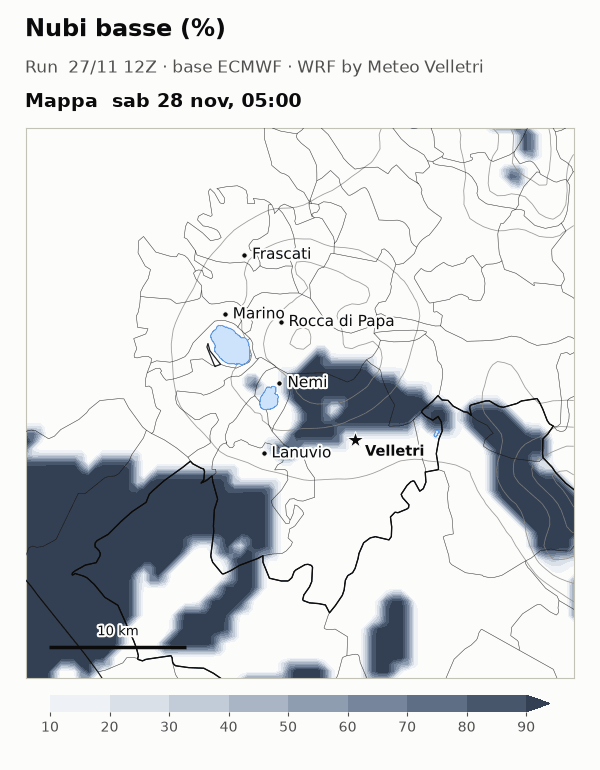 Nubi basse (%)
Run  27/11 12Z · base ECMWF · WRF by Meteo Velletri
Mappa  sab 28 nov, 05:00
Frascati
Marino
Rocca di Papa
Nemi
Lanuvio
Velletri
10 km
10 20 30 40 50 60 70 80 90